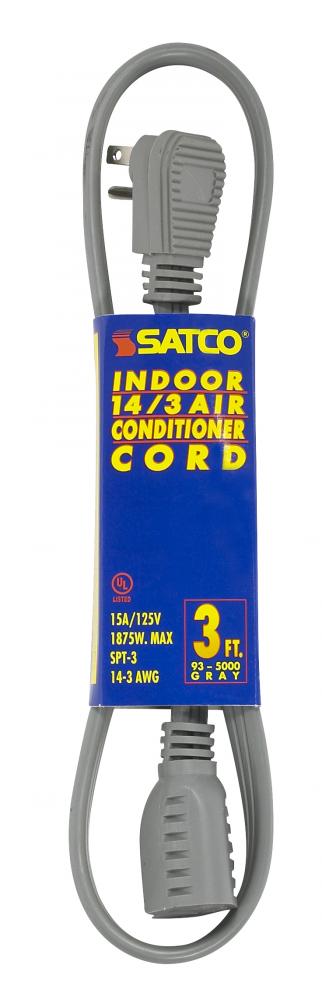 SATCO®
INDOOR
14/3 AIR
CONDITIONER
CORD
UL
LISTED
15A/125V
1875W. MAX
SPT-3
14-3 AWG
3 FT.
93-5000
GRAY